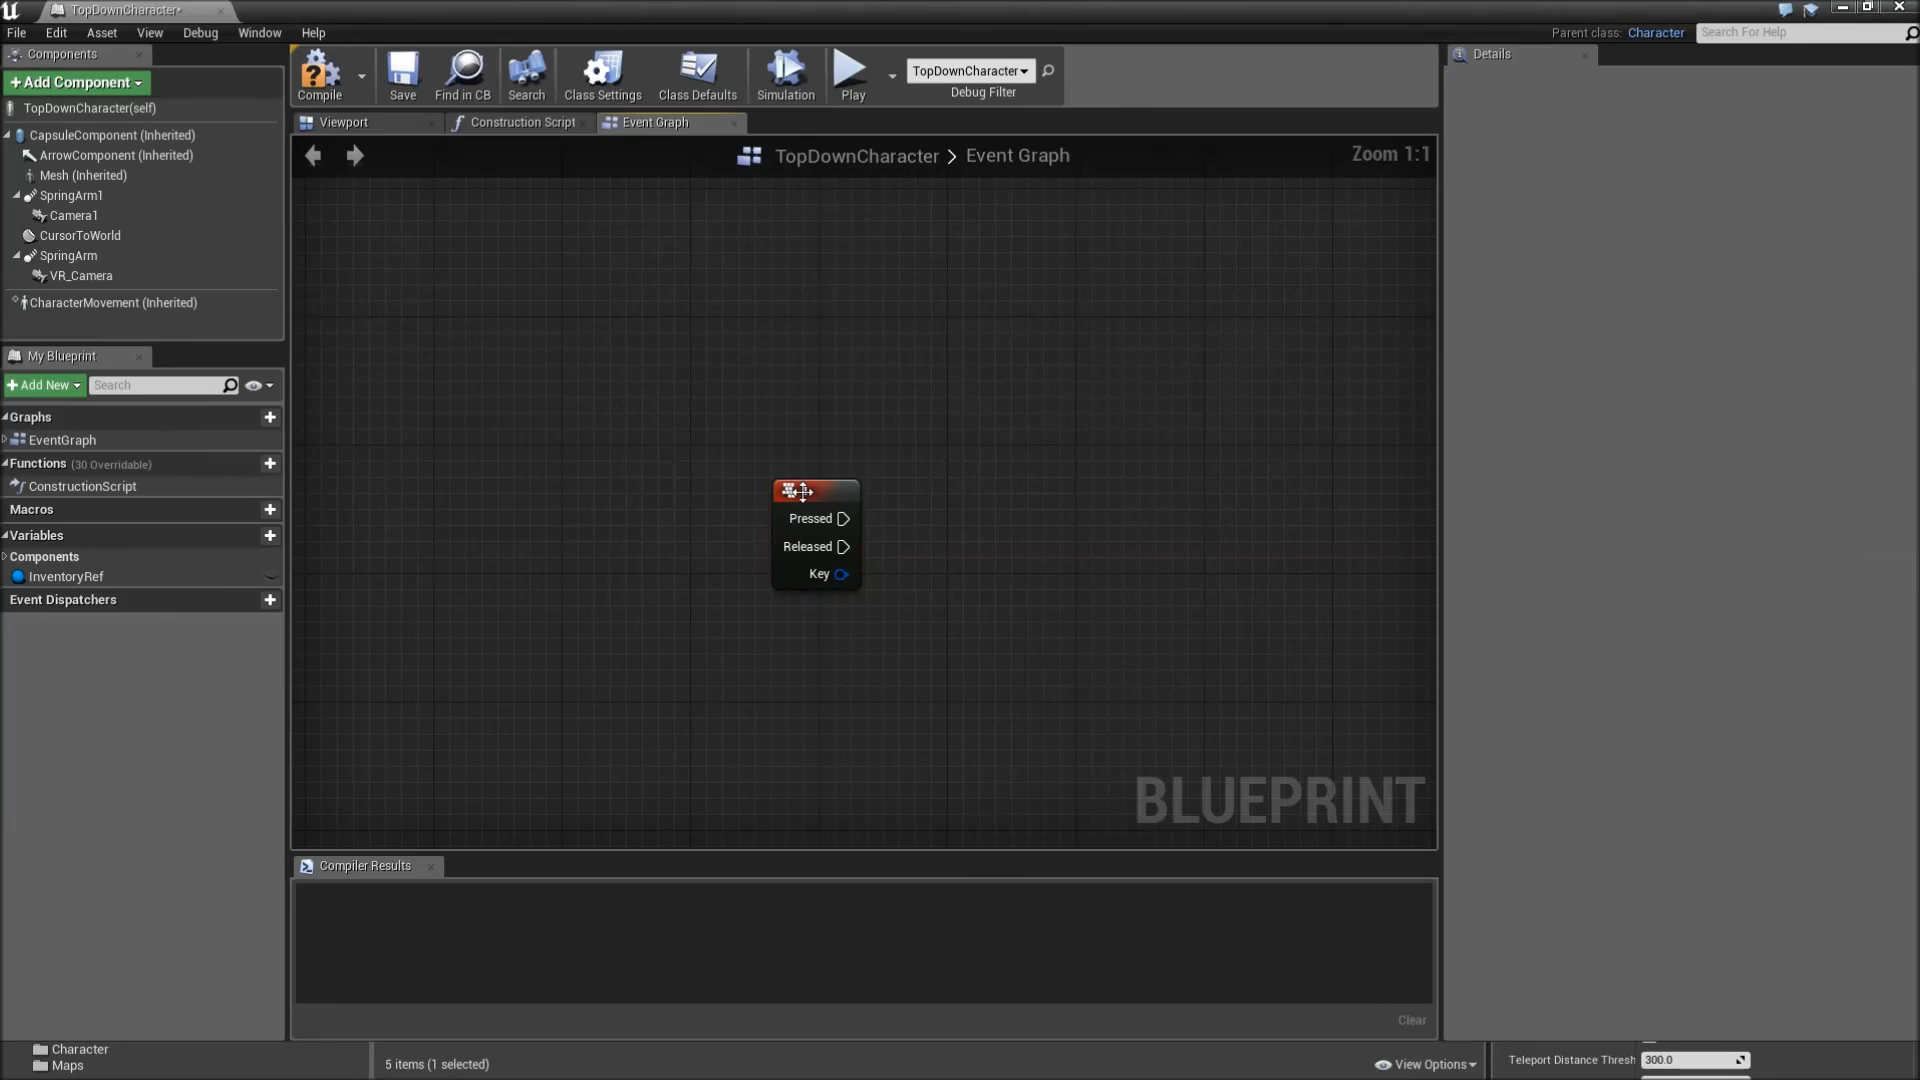 TopDownCharacter*
File Edit Asset View Debug Window Help
Parent class: Character
Search For Help
Components
+Add Component
TopDownCharacter(self)
CapsuleComponent (Inherited)
ArrowComponent (Inherited)
Mesh (Inherited)
SpringArm1
Camera1
CursorToWorld
SpringArm
VR_Camera
CharacterMovement (Inherited)
My Blueprint
+Add New
Search
Graphs
EventGraph
Functions (30 Overridable)
ConstructionScript
Macros
Variables
Components
InventoryRef
Event Dispatchers
Compile
Save
Find in CB
Search
Class Settings
Class Defaults
Simulation
Play
TopDownCharacter
Debug Filter
Viewport
Construction Script
Event Graph
TopDownCharacter > Event Graph
Zoom 1:1
Pressed
Released
Key
BLUEPRINT
Compiler Results
Clear
Details
Character
Maps
5 items (1 selected)
View Options
Teleport Distance Thresh
300.0